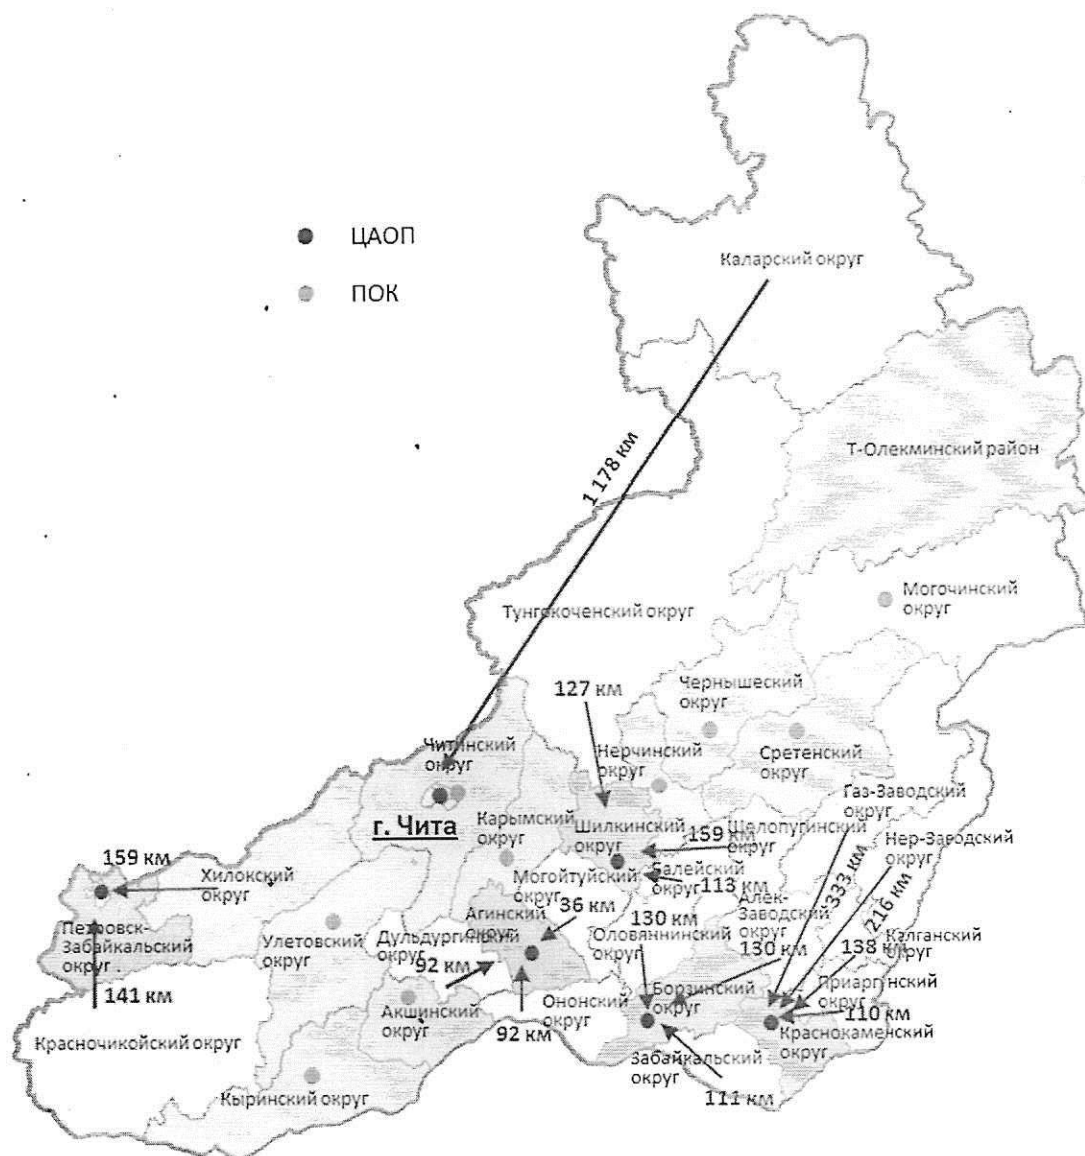 ЦАОП
ПОК
Каларский округ
1 178 км
Т-Олекминский район
Могочинский
округ
Тунгокоченский округ
Чернышеский
округ
127 км
Читинский
округ
Нерчинский
округ
Сретенский
округ
Газ-Заводский
округ
г. Чита
Карымский
округ
Шилкинский
округ
159 км
Шелопугинский
округ
Нер-Заводский
округ
159 км
Хилокский
округ
Могойтуйский
округ
Балейский
округ
113 км
333 км
216 км
36 км
Агинский
округ
130 км
Алек-
Заводский
округ
Петровск-
Забайкальский
округ
Улетовский
округ
Дульдургинский
округ
Оловяннинский
округ
130 км
138 км
Калганский
округ
92 км
141 км
Акшинский
округ
Ононский
округ
92 км
Борзинский
округ
Приаргунский
округ
110 км
Красночикойский округ
Краснокаменский
округ
Забайкальский
округ
111 км
Кыринский округ